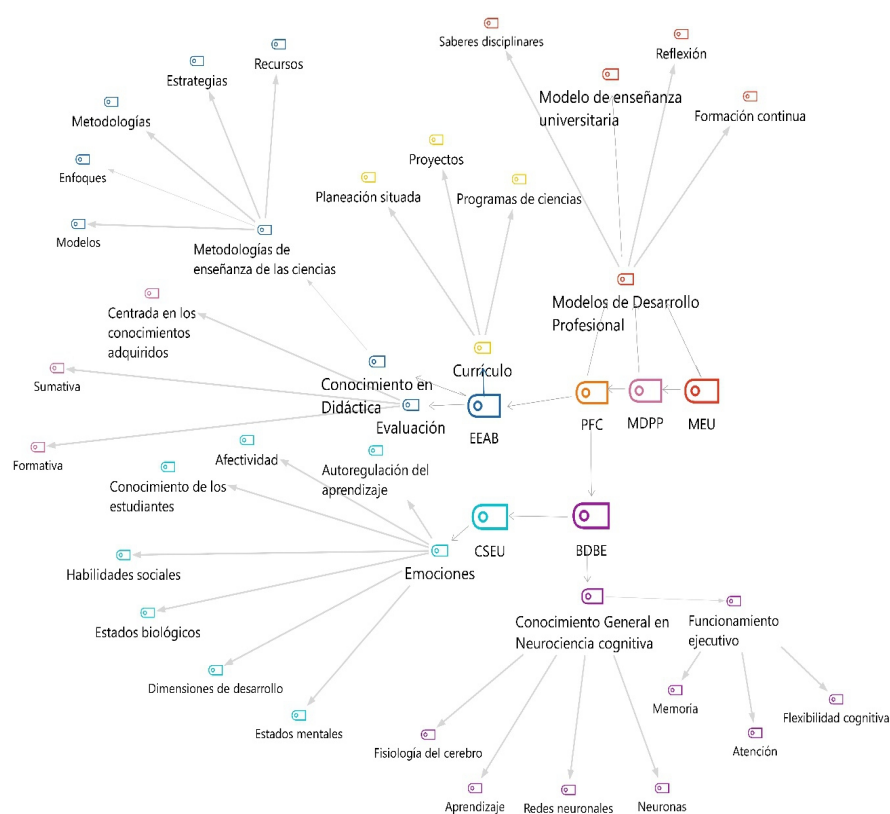 Saberes disciplinares
Reflexión
Recursos
Estrategias
Modelo de enseñanza
universitaria
Formación continua
Metodologías
Proyectos
Enfoques
Planeación situada
Programas de ciencias
Modelos
Metodologías de
enseñanza de las ciencias
Modelos de Desarrollo
Profesional
Centrada en los
conocimientos
adquiridos
Currículo
Sumativa
Conocimiento en
Didáctica
Evaluación
EEAB
PFC
MDPP
MEU
Formativa
Afectividad
Autoregulación del
aprendizaje
Conocimiento de los
estudiantes
CSEU
BDBE
Habilidades sociales
Emociones
Estados biológicos
Conocimiento General en
Neurociencia cognitiva
Funcionamiento
ejecutivo
Dimensiones de desarrollo
Memoria
Flexibilidad cognitiva
Estados mentales
Fisiología del cerebro
Atención
Aprendizaje
Redes neuronales
Neuronas